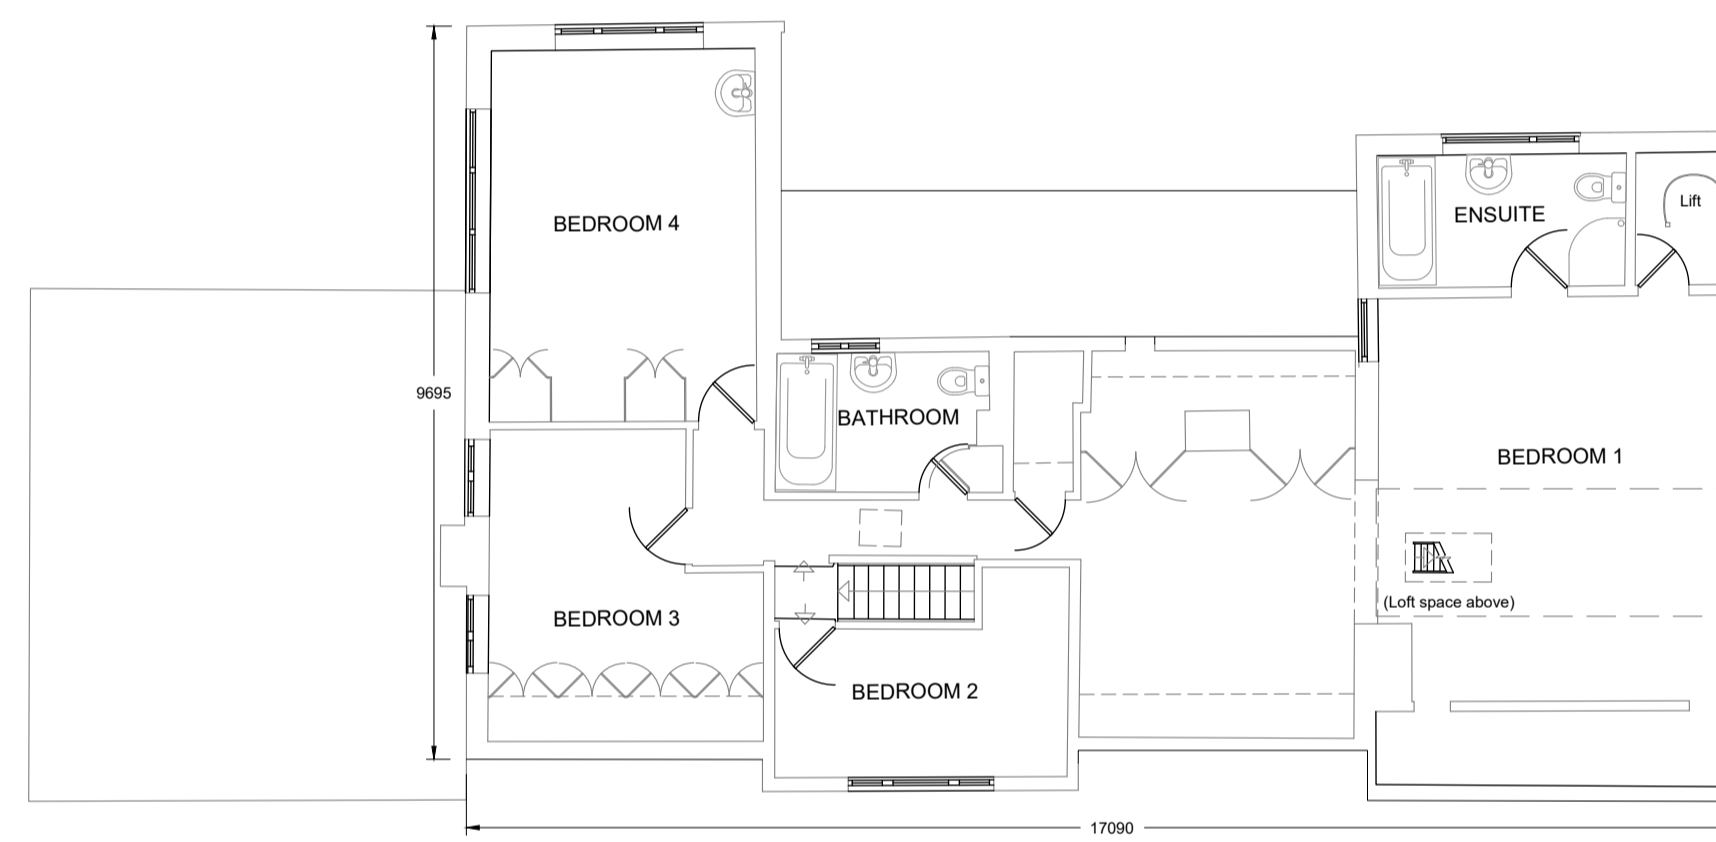 BEDROOM 4
ENSUITE
Lift
9695
BATHROOM
BEDROOM 1
(Loft space above)
BEDROOM 3
BEDROOM 2
17090